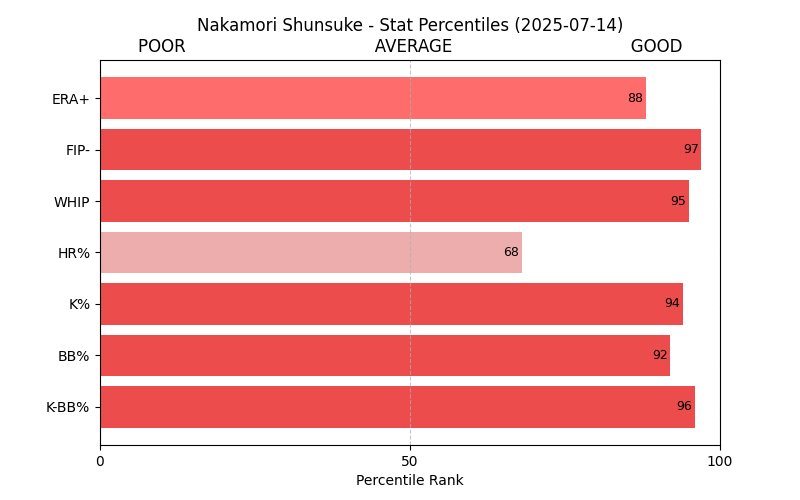 Nakamori Shunsuke - Stat Percentiles (2025-07-14)
POOR AVERAGE GOOD
ERA+ 88
FIP- 97
WHIP 95
HR% 68
K% 94
BB% 92
K-BB% 96
0 50 100
Percentile Rank